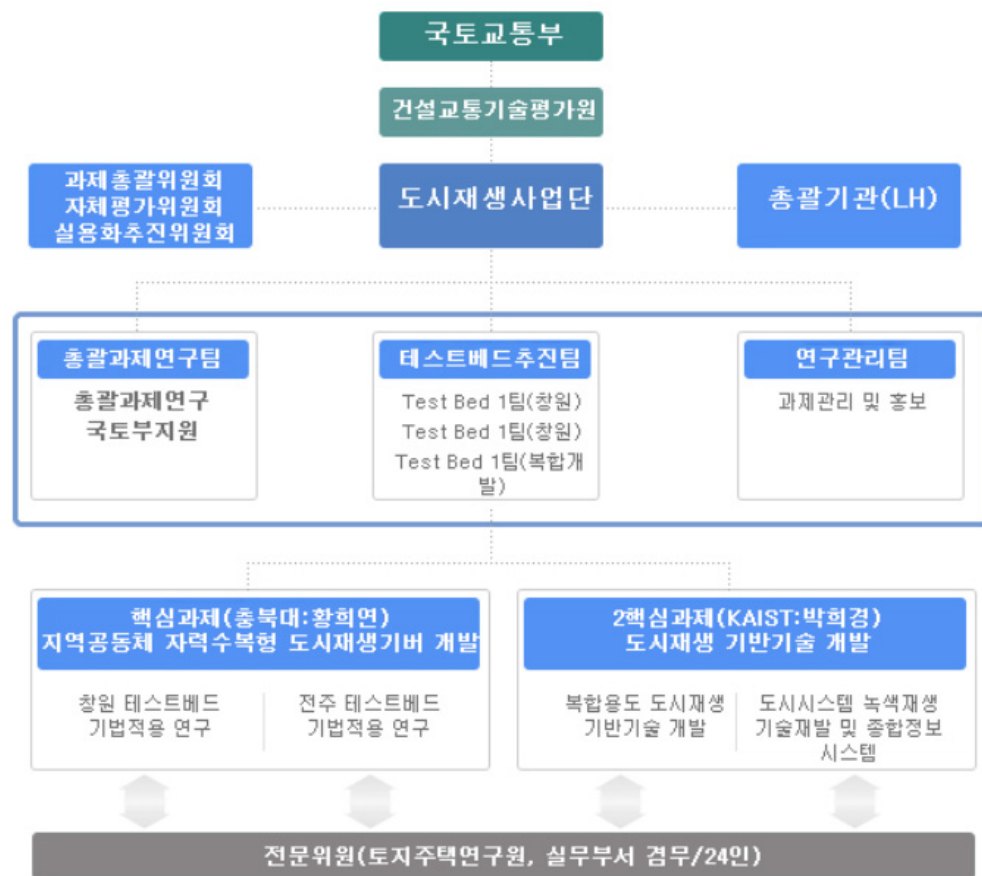 국토교통부
건설교통기술평가원
과제총괄위원회
자체평가위원회
실용화추진위원회
도시재생사업단
총괄기관(LH)
총괄과제연구팀
총괄과제연구
국토부지원
테스트베드추진팀
Test Bed 1팀(창원)
Test Bed 1팀(창원)
Test Bed 1팀(복합개
발)
연구관리팀
과제관리 및 홍보
핵심과제(충북대:황희연)
지역공동체 자력수복형 도시재생기버 개발
창원 테스트베드
기법적용 연구
전주 테스트베드
기법적용 연구
2핵심과제(KAIST:박희경)
도시재생 기반기술 개발
복합용도 도시재생
기반기술 개발
도시시스템 녹색재생
기술재발 및 종합정보
시스템
전문위원(토지주택연구원, 실무부서 겸무/24인)